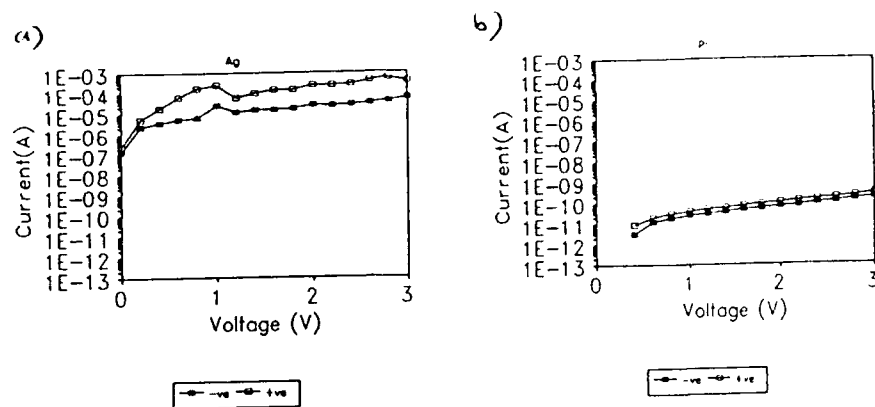 (a)
Ag
1E-03
1E-04
1E-05
1E-06
1E-07
1E-08
1E-09
1E-10
1E-11
1E-12
1E-13
Current(A)
0 1 2 3
Voltage (V)
-ve +ve
b)
1E-03
1E-04
1E-05
1E-06
1E-07
1E-08
1E-09
1E-10
1E-11
1E-12
1E-13
Current(A)
0 1 2 3
Voltage (V)
-ve +ve